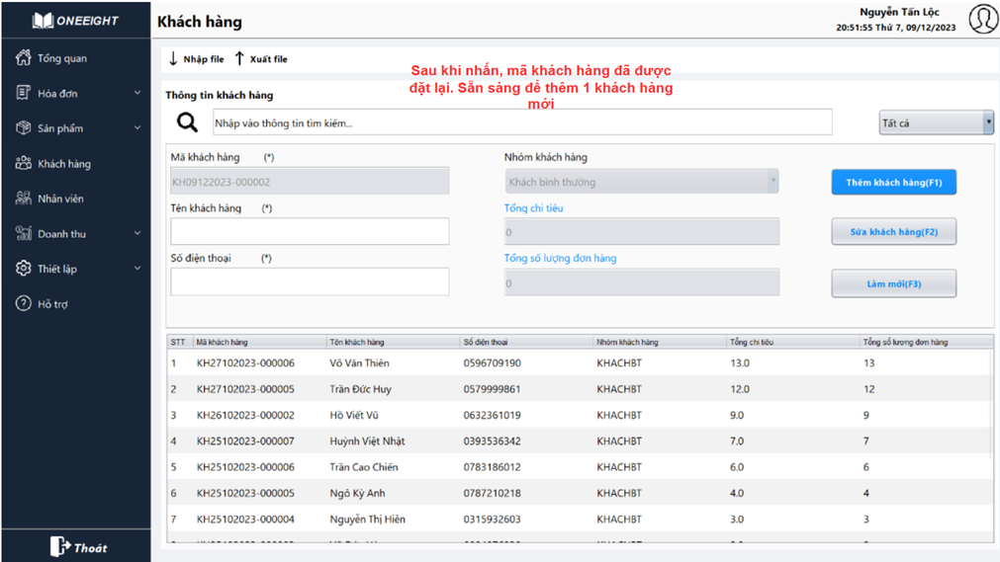 ONEEIGHT
Khách hàng
Nguyễn Tấn Lộc
20:51:55 Thứ 7, 09/12/2023
Tổng quan
Hóa đơn
Sản phẩm
Khách hàng
Nhân viên
Doanh thu
Thiết lập
Hỗ trợ
Thoát
Nhập file Xuất file
Sau khi nhấn, mã khách hàng đã được
đặt lại. Sẵn sàng để thêm 1 khách hàng
mới
Thông tin khách hàng
Nhập vào thông tin tìm kiếm... Tất cả
Mã khách hàng (*) Nhóm khách hàng
KH09122023-000002 Khách bình thường Thêm khách hàng(F1)
Tên khách hàng (*) Tổng chi tiêu
0 Sửa khách hàng(F2)
Số điện thoại (*) Tổng số lượng đơn hàng
0 Làm mới(F3)
STT Mã khách hàng Tên khách hàng Số điện thoại Nhóm khách hàng Tổng chi tiêu Tổng số lượng đơn hàng
1 KH27102023-000006 Võ Văn Thiên 0596709190 KHACHBT 13.0 13
2 KH27102023-000005 Trần Đức Huy 0579999861 KHACHBT 12.0 12
3 KH26102023-000002 Hồ Viết Vũ 0632361019 KHACHBT 9.0 9
4 KH25102023-000007 Huỳnh Việt Nhật 0393536342 KHACHBT 7.0 7
5 KH25102023-000006 Trần Cao Chiến 0783186012 KHACHBT 6.0 6
6 KH25102023-000005 Ngô Kỳ Anh 0787210218 KHACHBT 4.0 4
7 KH25102023-000004 Nguyễn Thị Hiên 0315932603 KHACHBT 3.0 3